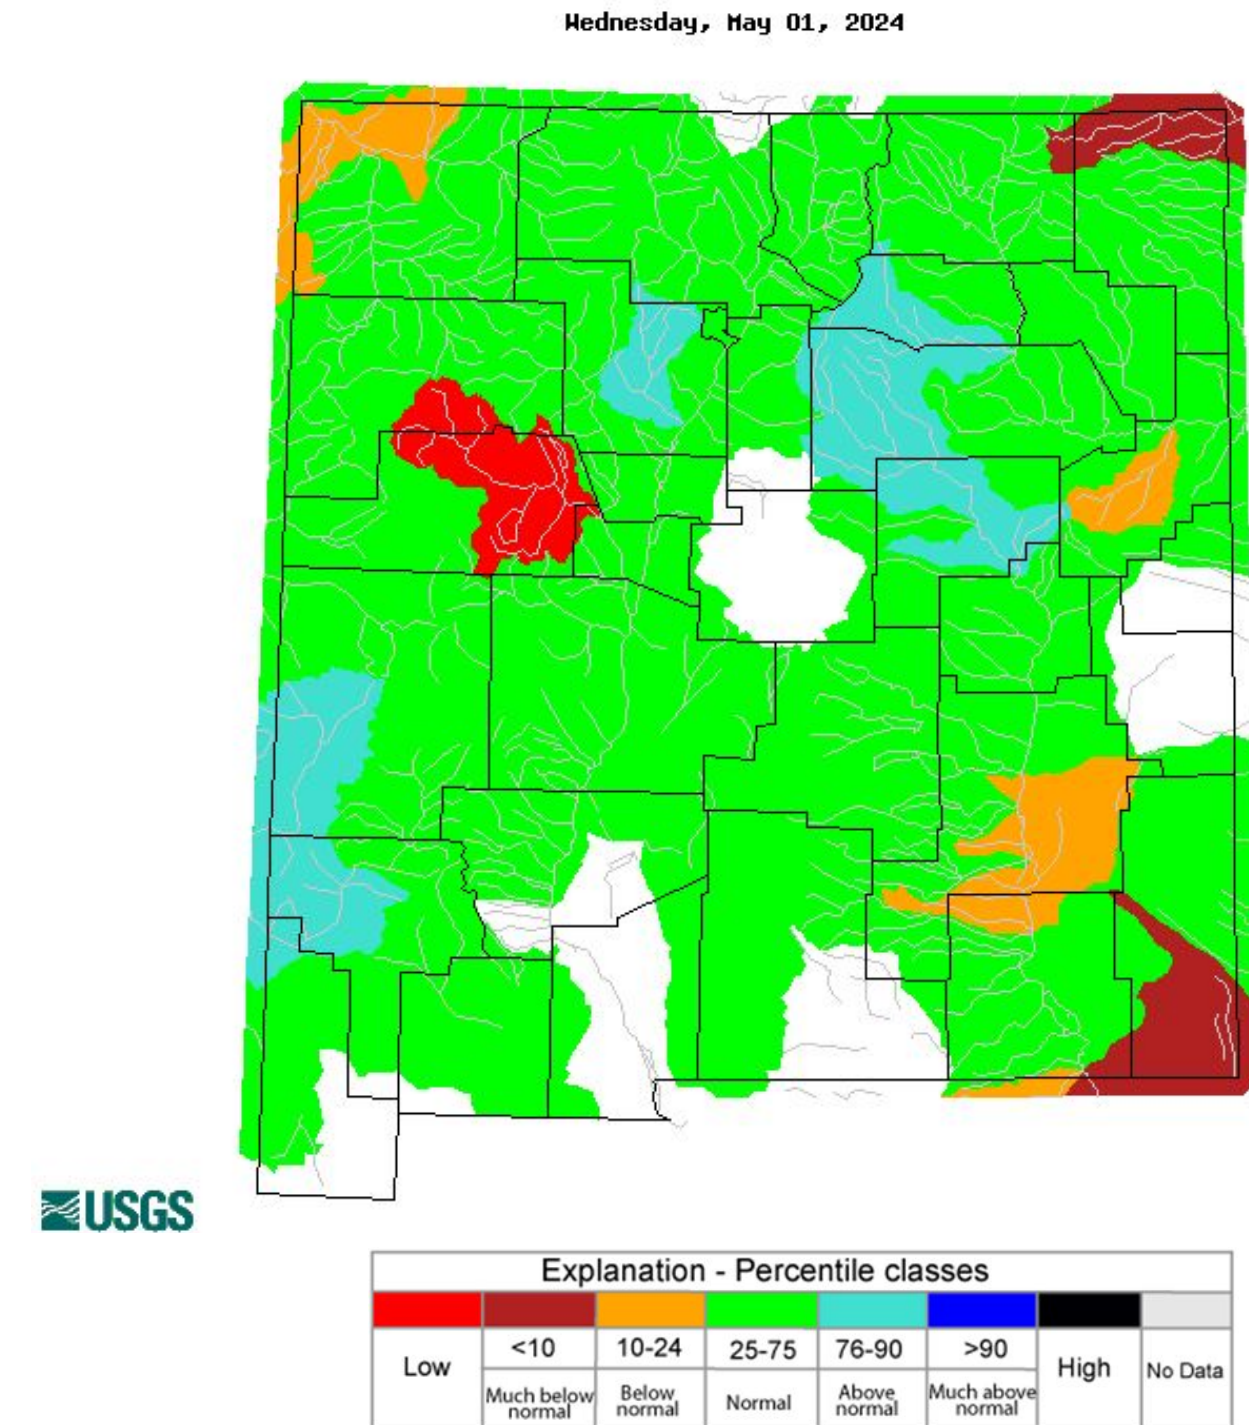 Wednesday, May 01, 2024
USGS
Explanation - Percentile classes
Low <10 10-24 25-75 76-90 >90 High No Data
Much below normal Below normal Normal Above normal Much above normal